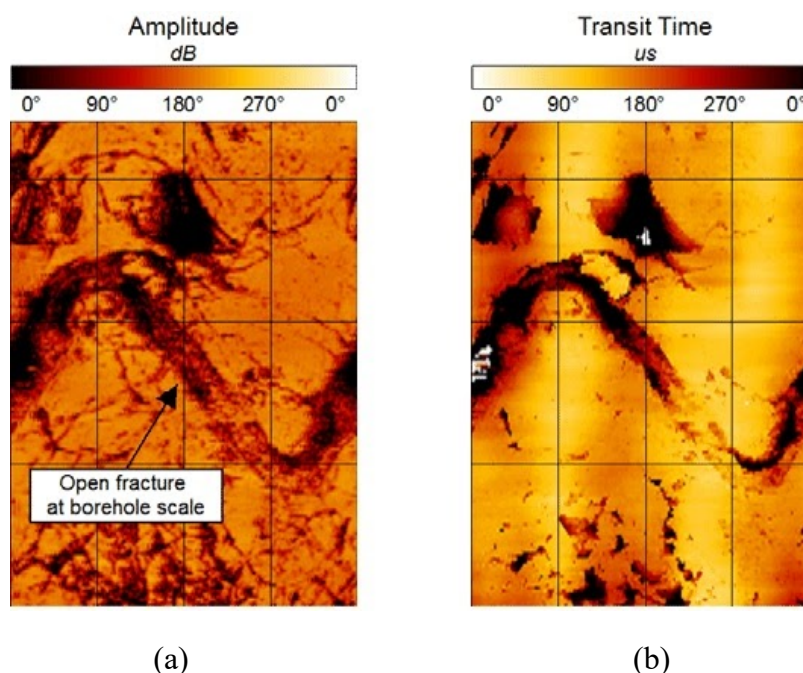 Amplitude
dB
0° 90° 180° 270° 0°
Open fracture
at borehole scale
(a)
Transit Time
us
0° 90° 180° 270° 0°
(b)